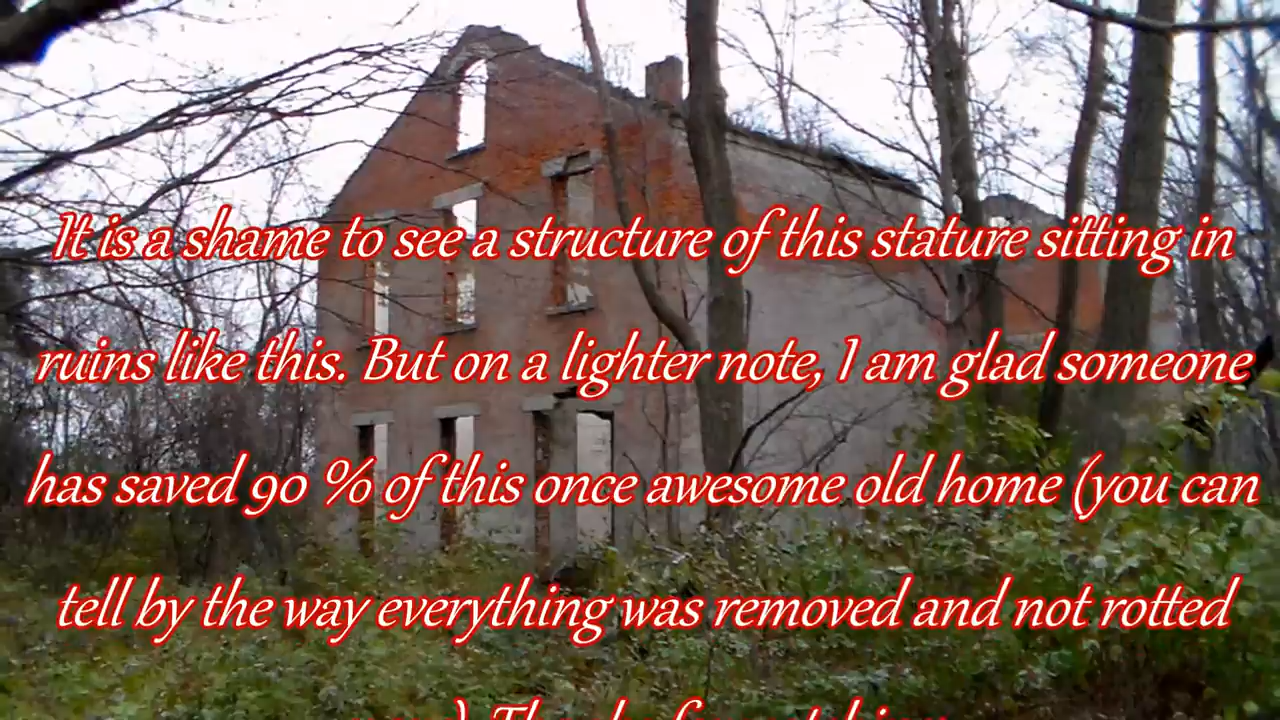 It is a shame to see a structure of this stature sitting in
ruins like this. But on a lighter note, I am glad someone
has saved 90 % of this once awesome old home (you can
tell by the way everything was removed and not rotted